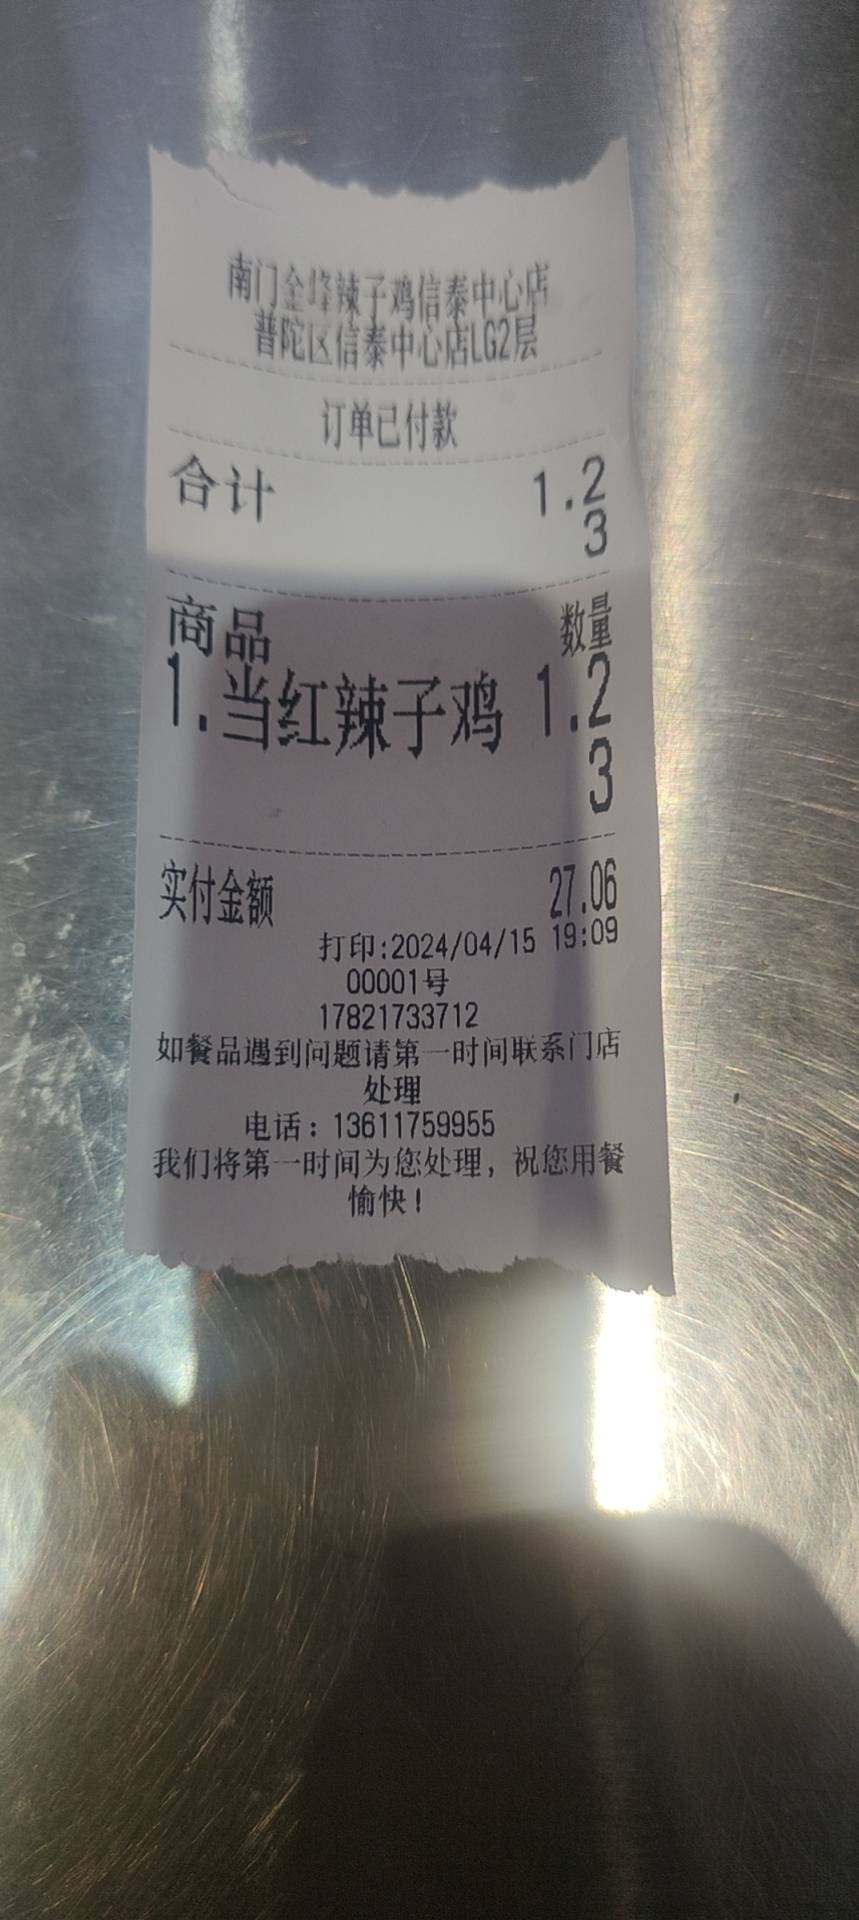 南门金烽辣子鸡信泰中心店
普陀区信泰中心店LG2层
订单已付款
合计 1.2
3
商品 数量
1.当红辣子鸡 1.2
3
实付金额 27.06
打印:2024/04/15 19:09
00001号
17821733712
如餐品遇到问题请第一时间联系门店
处理
电话：13611759955
我们将第一时间为您处理，祝您用餐
愉快！